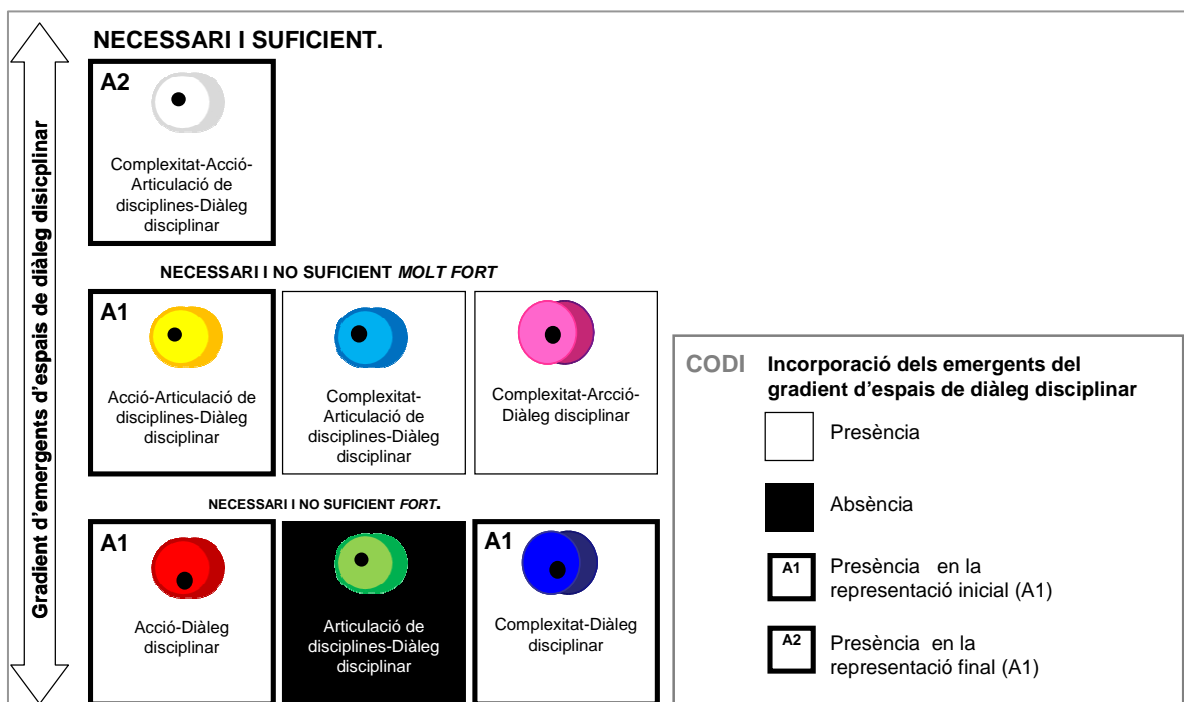 Gradient d'emergents d'espais de diàleg disicplinar
NECESSARI I SUFICIENT.
A2
Complexitat-Acció-
Articulació de
disciplines-Diàleg
disciplinar
NECESSARI I NO SUFICIENT MOLT FORT
A1
Acció-Articulació de
disciplines-Diàleg
disciplinar
Complexitat-
Articulació de
disciplines-Diàleg
disciplinar
Complexitat-Arcció-
Diàleg disciplinar
NECESSARI I NO SUFICIENT FORT.
A1
Acció-Diàleg
disciplinar
Articulació de
disciplines-Diàleg
disciplinar
A1
Complexitat-Diàleg
disciplinar
CODI
Incorporació dels emergents del
gradient d'espais de diàleg disciplinar
Presència
Absència
A1
Presència en la
representació inicial (A1)
A2
Presència en la
representació final (A1)